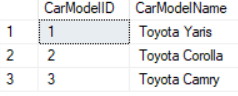 CarModelID CarModelName
1 1 Toyota Yaris
2 2 Toyota Corolla
3 3 Toyota Camry